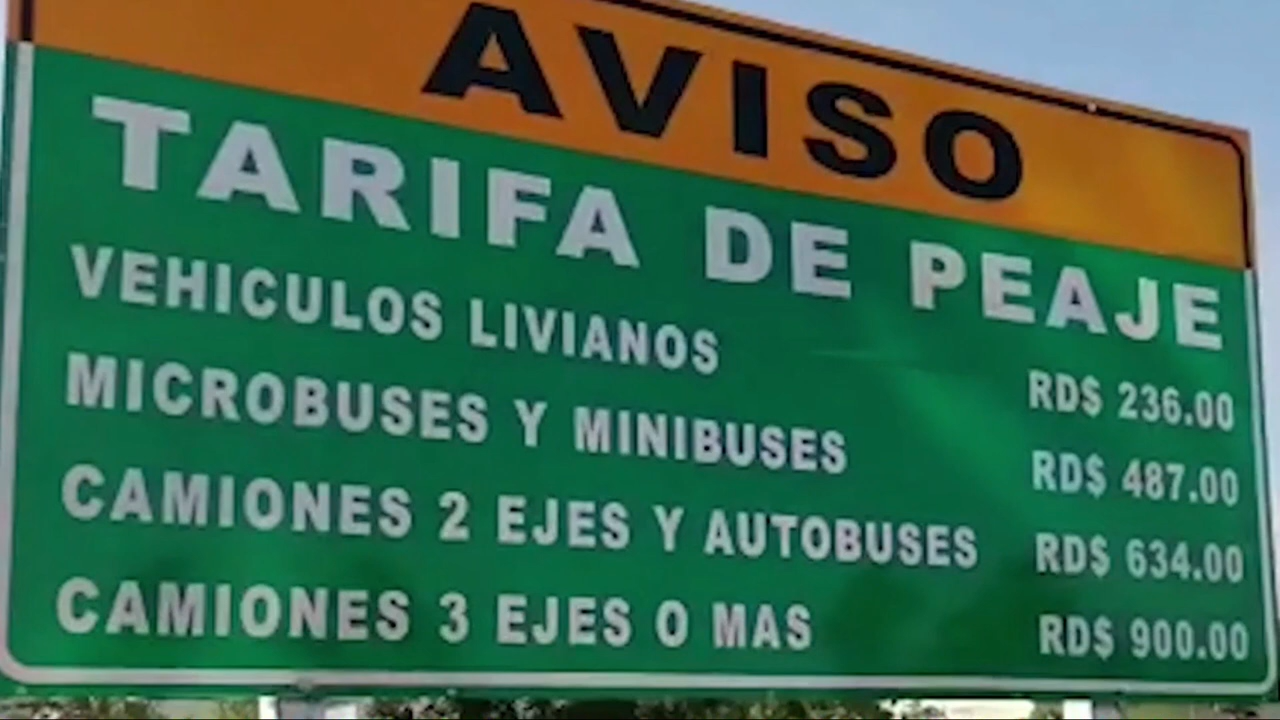 AVISO
TARIFA DE PEAJE
VEHICULOS LIVIANOS RD$ 236.00
MICROBUSES Y MINIBUSES RD$ 487.00
CAMIONES 2 EJES Y AUTOBUSES RD$ 634.00
CAMIONES 3 EJES O MAS RD$ 900.00